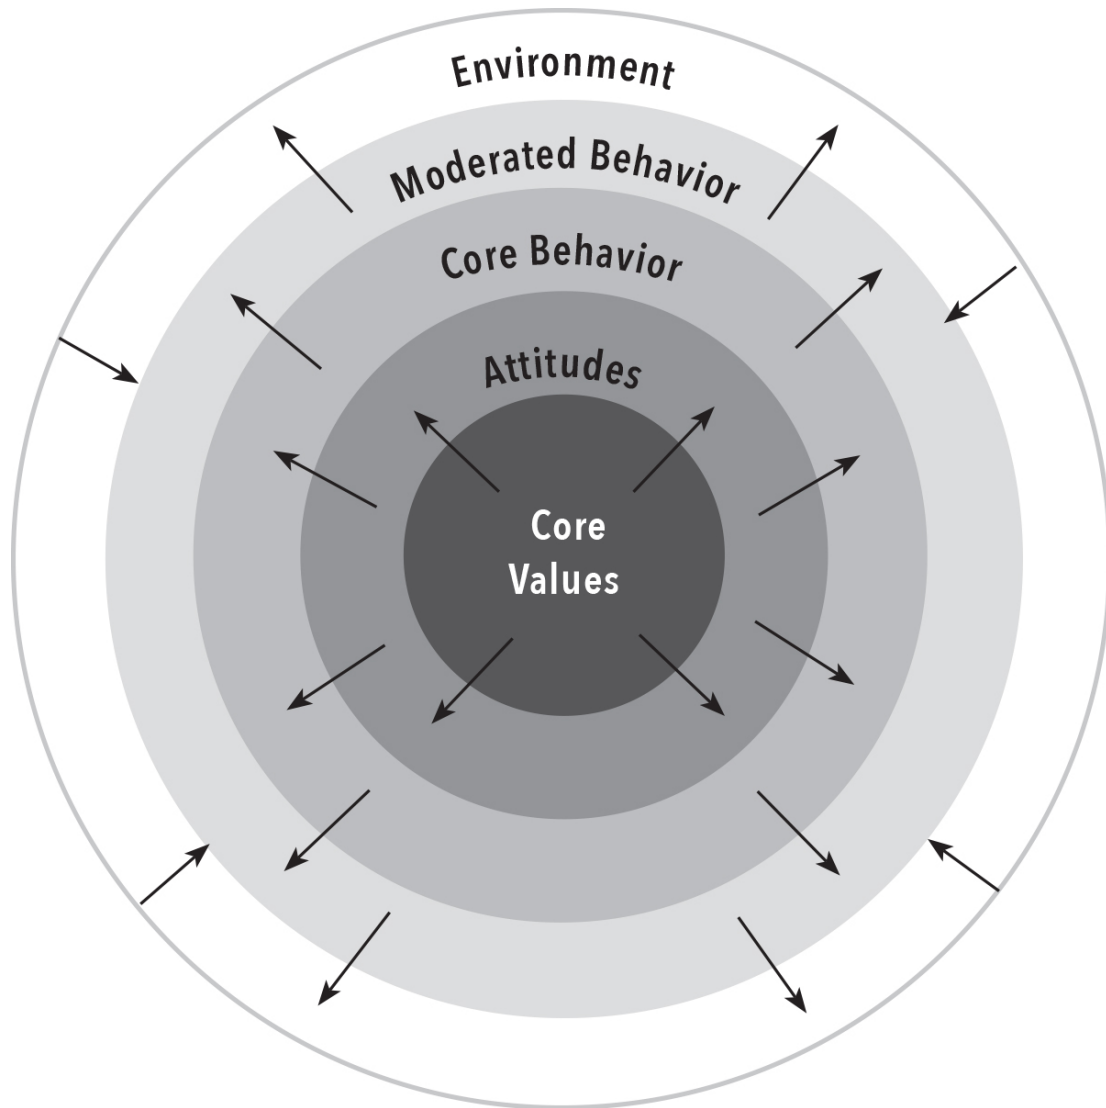 Environment
Moderated Behavior
Core Behavior
Attitudes
Core
Values